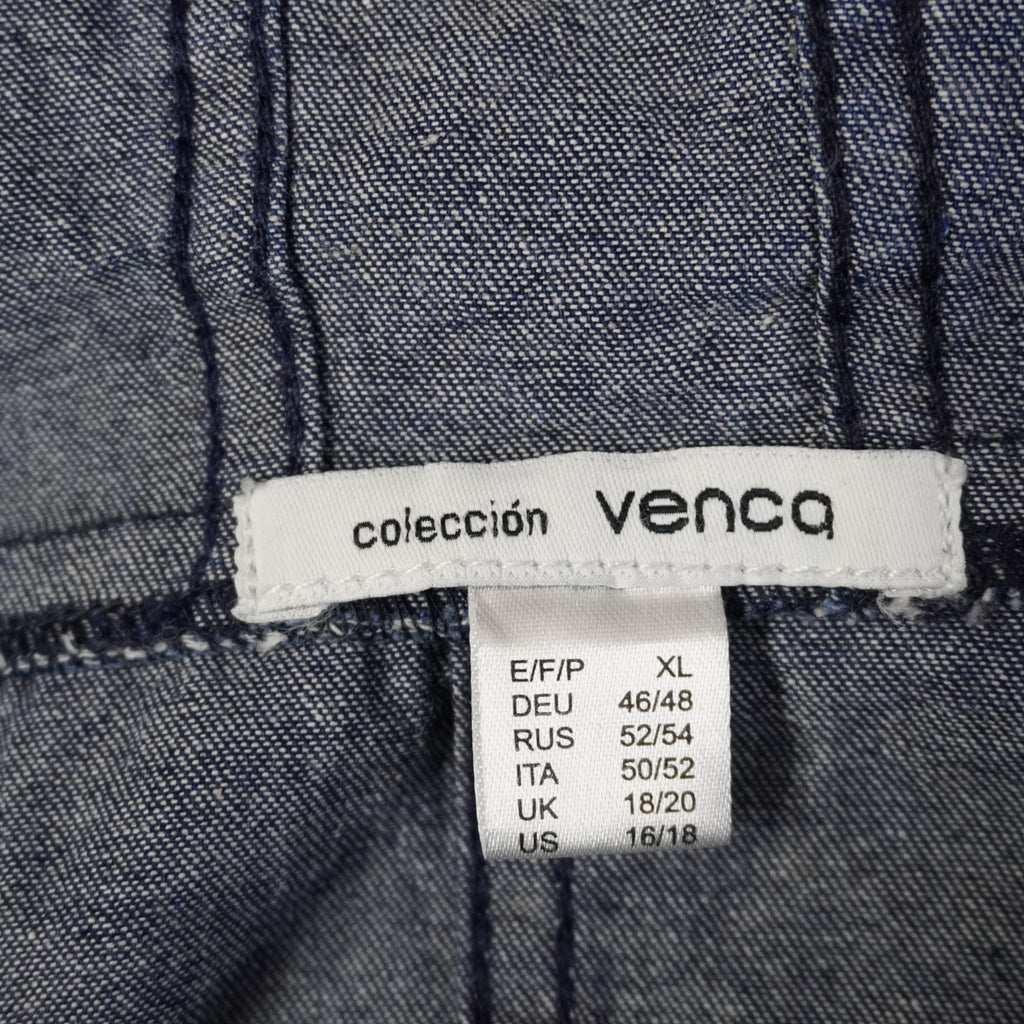 colección venca
E/F/P XL
DEU 46/48
RUS 52/54
ITA 50/52
UK 18/20
US 16/18